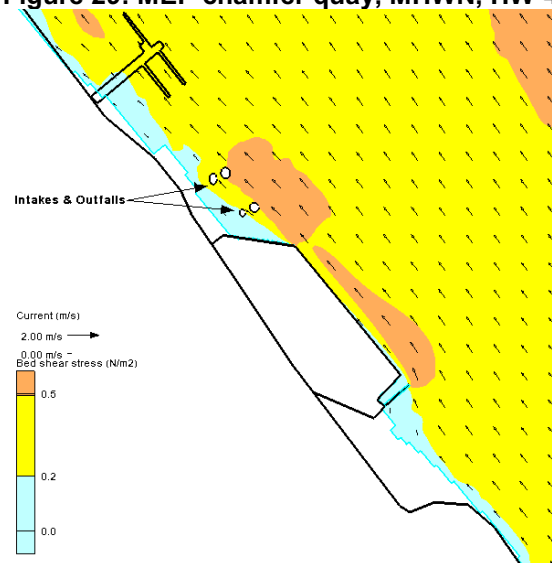 Intakes & Outfalls
Current (m/s)
2.00 m/s
0.00 m/s
Bed shear stress (N/m2)
0.5
0.2
0.0